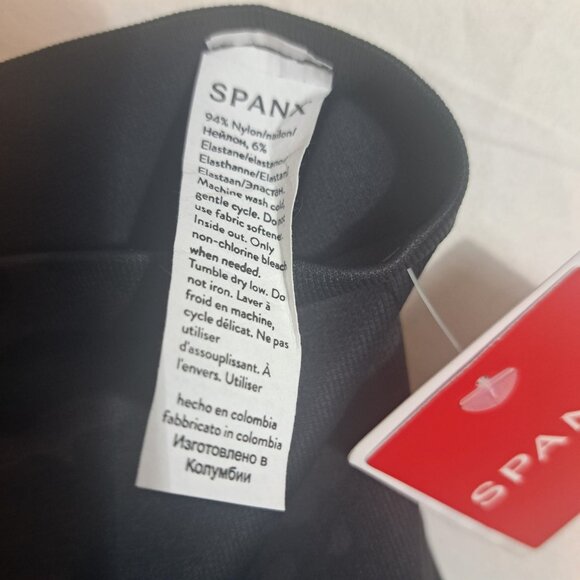 SPANX
94% Nylon/nailon/
Нейлон, 6%
Elastane/elastano/
Elasthanne/Elastan/
Elastaan/Эластан.
Machine wash cold,
gentle cycle. Do not
use fabric softener.
Inside out. Only
non-chlorine bleach
when needed.
Tumble dry low. Do
not iron. Laver à
froid en machine,
cycle délicat. Ne pas
utiliser
d'assouplissant. À
l'envers. Utiliser
hecho en colombia
fabbricato in colombia
Изготовлено в
Колумбии
SPAN